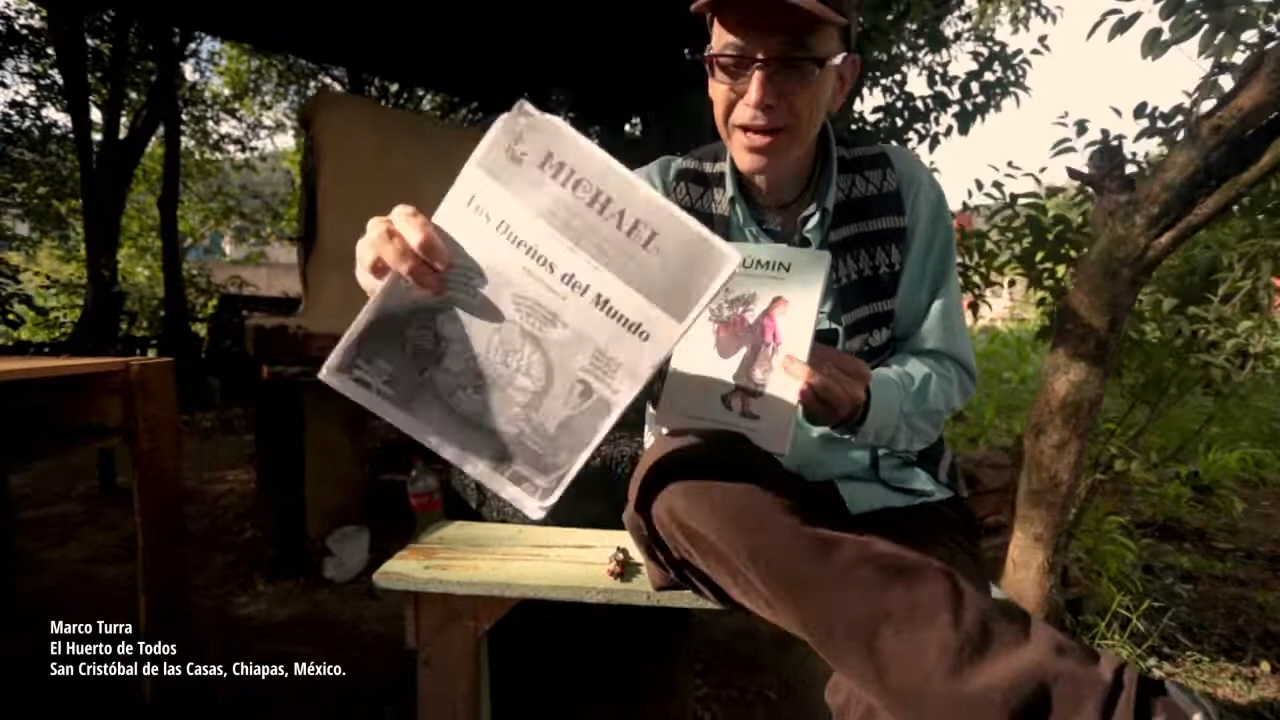 MICHAEL
Los Dueños del Mundo
ÚMIN
Marco Turra
El Huerto de Todos
San Cristóbal de las Casas, Chiapas, México.